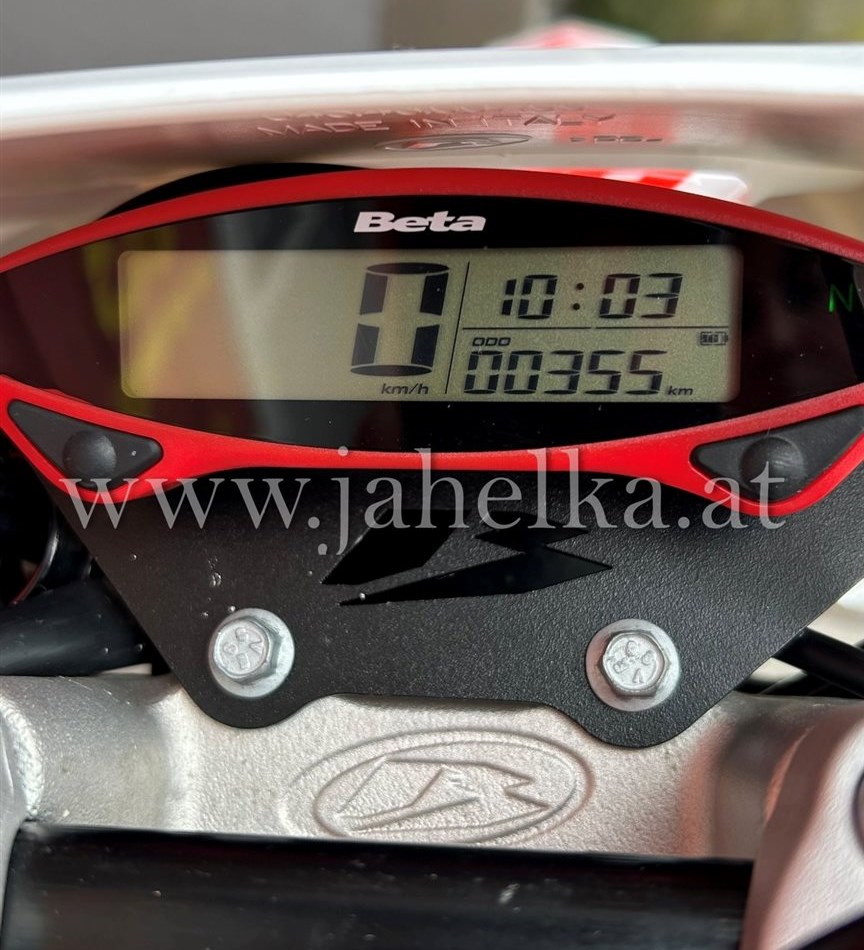 MADE IN ITALY
Beta
0 km/h
10:03
ODO
00355 km
N
www.jahelka.at